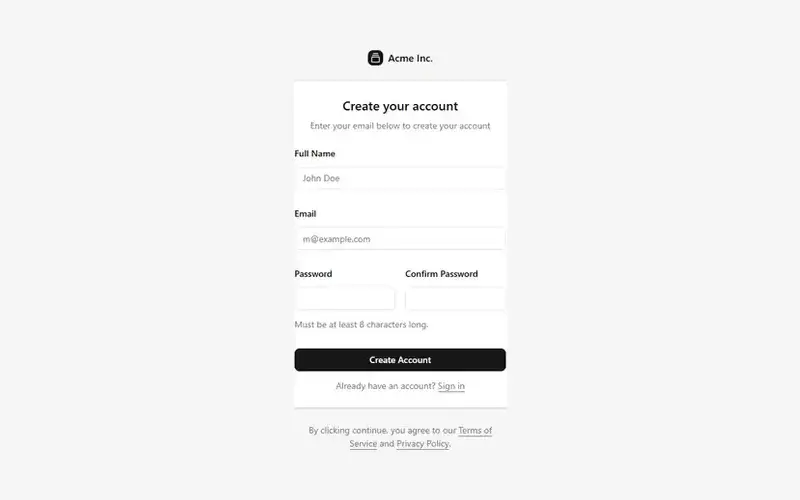 Acme Inc.
Create your account
Enter your email below to create your account
Full Name
John Doe
Email
m@example.com
Password
Confirm Password
Must be at least 8 characters long.
Create Account
Already have an account? Sign in
By clicking continue, you agree to our Terms of
Service and Privacy Policy.